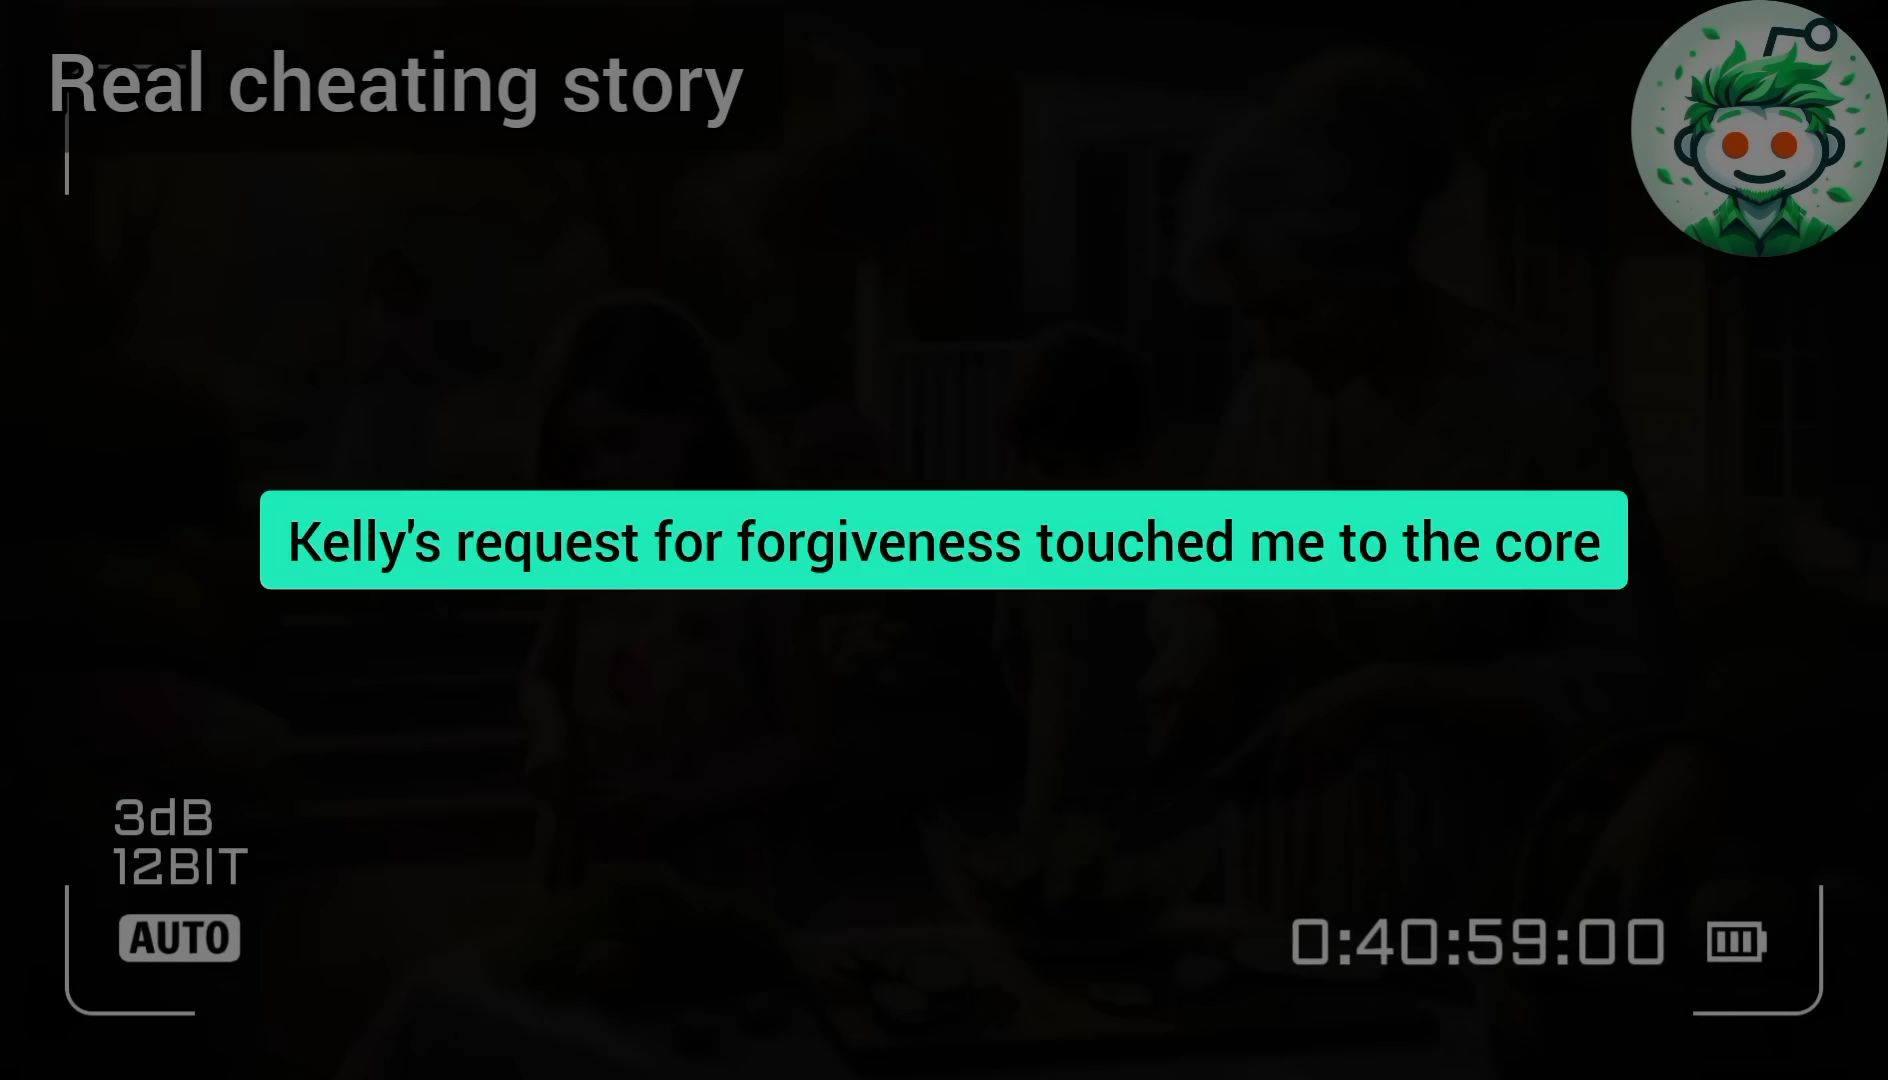 Real cheating story
Kelly's request for forgiveness touched me to the core
3dB
12BIT
AUTO
0:40:59:00